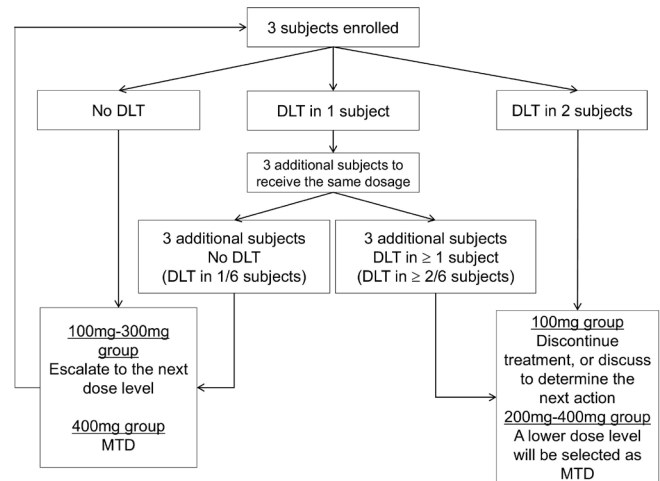 3 subjects enrolled
No DLT
DLT in 1 subject
DLT in 2 subjects
3 additional subjects to
receive the same dosage
3 additional subjects
No DLT
(DLT in 1/6 subjects)
3 additional subjects
DLT in ≥ 1 subject
(DLT in ≥ 2/6 subjects)
100mg-300mg
group
Escalate to the next
dose level
400mg group
MTD
100mg group
Discontinue
treatment, or discuss
to determine the
next action
200mg-400mg group
A lower dose level
will be selected as
MTD